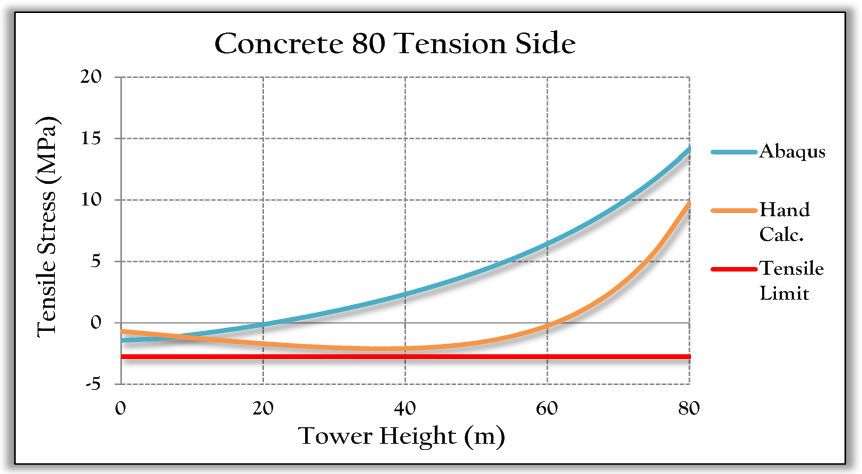 Concrete 80 Tension Side
20
15
10
5
0
-5
0 20 40 60 80
Tensile Stress (MPa)
Tower Height (m)
Abaqus
Hand
Calc.
Tensile
Limit